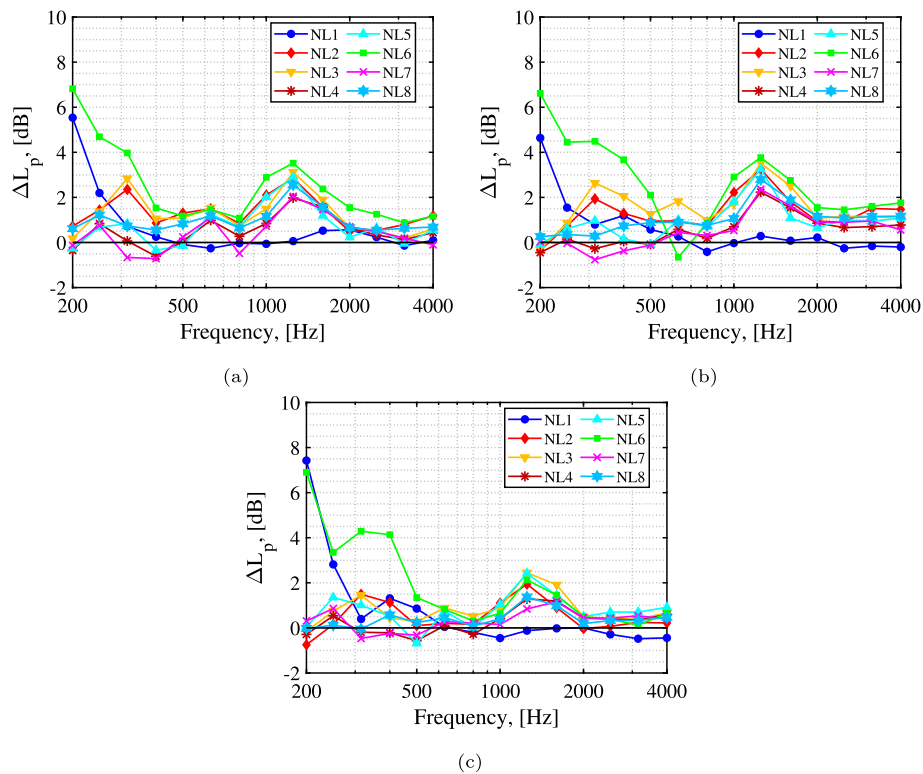 10
8
6
4
2
0
-2
ΔL_p, [dB]
NL1 NL5
NL2 NL6
NL3 NL7
NL4 NL8
200 500 1000 2000 4000
Frequency, [Hz]
(a)
10
8
6
4
2
0
-2
ΔL_p, [dB]
NL1 NL5
NL2 NL6
NL3 NL7
NL4 NL8
200 500 1000 2000 4000
Frequency, [Hz]
(b)
10
8
6
4
2
0
-2
ΔL_p, [dB]
NL1 NL5
NL2 NL6
NL3 NL7
NL4 NL8
200 500 1000 2000 4000
Frequency, [Hz]
(c)